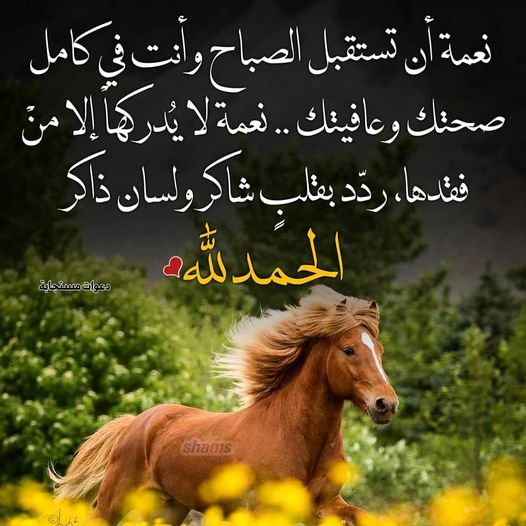 نعمة أن تستقبل الصباح وأنت في كامل
صحتك وعافيتك .. نعمة لا يُدركها إلا منْ
فقدها، ردّد بقلبٍ شاكر ولسان ذاكر
الحمدلله
دعوات مستجابة
shams